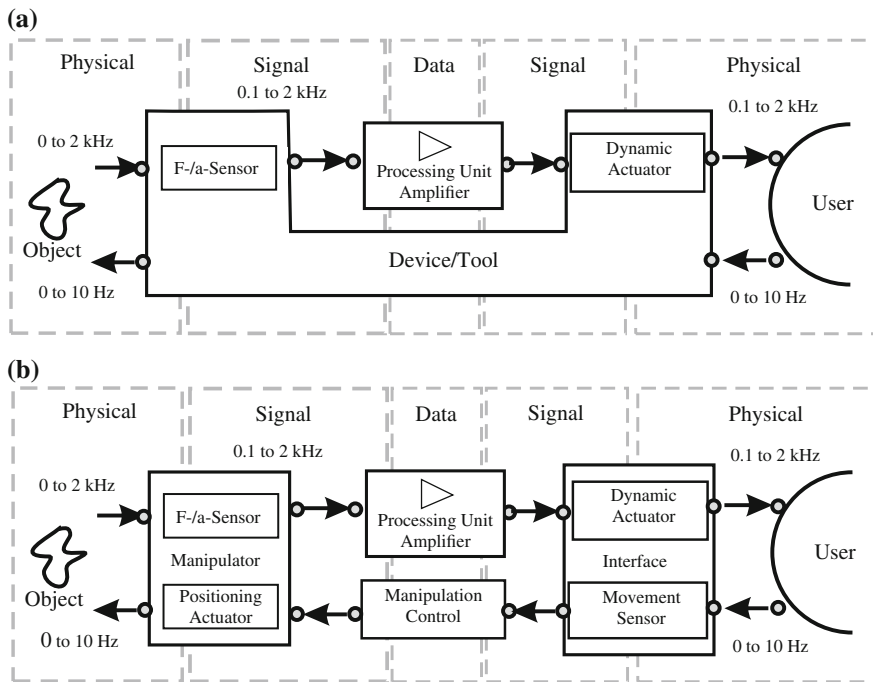 (a)
Physical
Signal
Data
Signal
Physical
0.1 to 2 kHz
0.1 to 2 kHz
0 to 2 kHz
F-/a-Sensor
Processing Unit
Amplifier
Dynamic
Actuator
User
Object
Device/Tool
0 to 10 Hz
0 to 10 Hz
(b)
Physical
Signal
Data
Signal
Physical
0.1 to 2 kHz
0.1 to 2 kHz
0 to 2 kHz
F-/a-Sensor
Processing Unit
Amplifier
Dynamic
Actuator
Manipulator
Interface
User
Object
Positioning
Actuator
Manipulation
Control
Movement
Sensor
0 to 10 Hz
0 to 10 Hz